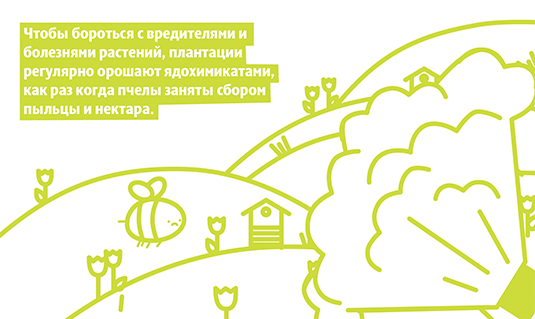 Чтобы бороться с вредителями и
болезнями растений, плантации
регулярно орошают ядохимикатами,
как раз когда пчелы заняты сбором
пыльцы и нектара.